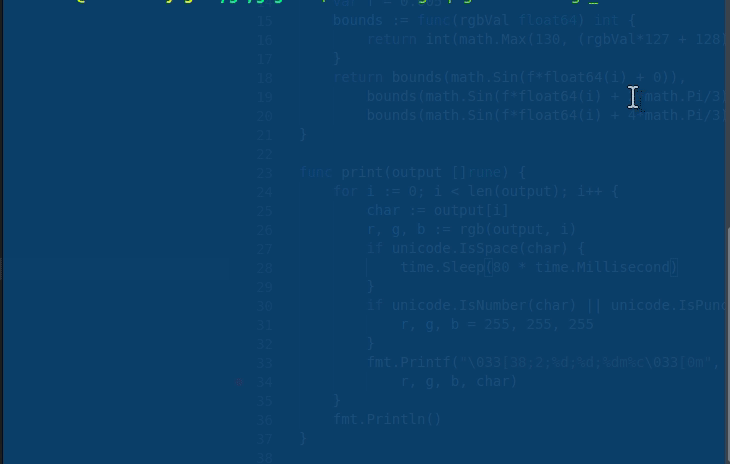 15 bounds := func(rgbVal float64) int {
16 return int(math.Max(130, (rgbVal*127 + 128)
17 }
18 return bounds(math.Sin(f*float64(i) + 0)),
19 bounds(math.Sin(f*float64(i) + math.Pi/3)
20 bounds(math.Sin(f*float64(i) + 4*math.Pi/3)
21 }
22
23 func print(output []rune) {
24 for i := 0; i < len(output); i++ {
25 char := output[i]
26 r, g, b := rgb(output, i)
27 if unicode.IsSpace(char) {
28 time.Sleep(80 * time.Millisecond)
29 }
30 if unicode.IsNumber(char) || unicode.IsPunc
31 r, g, b = 255, 255, 255
32 }
33 fmt.Printf("\033[38;2;%d;%d;%dm%c\033[0m",
34 r, g, b, char)
35 }
36 fmt.Println()
37 }
38